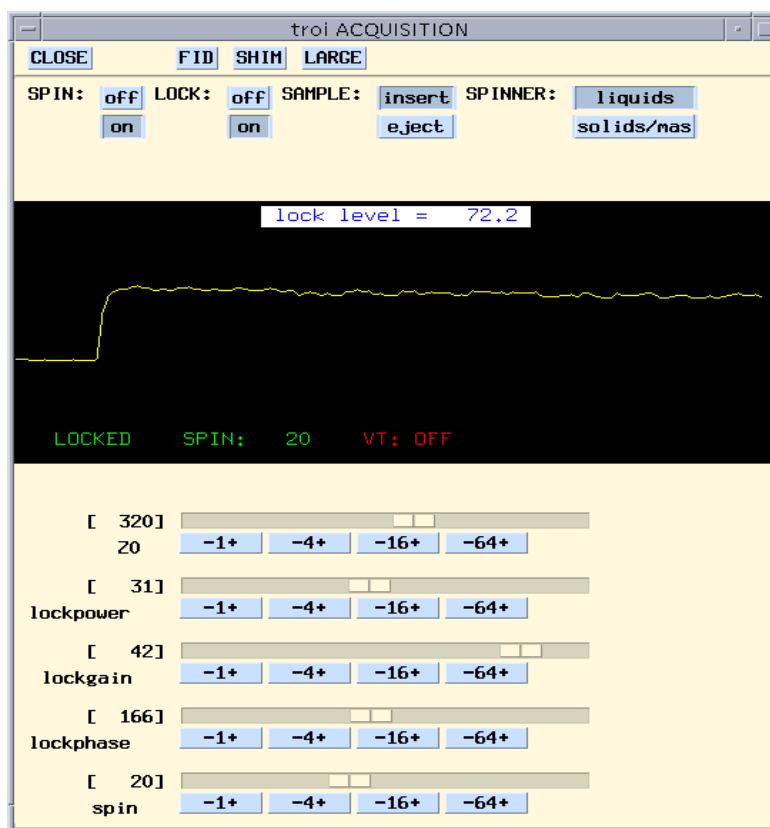 troi ACQUISITION
CLOSE FID SHIM LARGE
SPIN: off LOCK: off SAMPLE: insert SPINNER: liquids
on on eject solids/mas
lock level = 72.2
LOCKED SPIN: 20 VT: OFF
[ 320]
Z0 -1+ -4+ -16+ -64+
[ 31]
lockpower -1+ -4+ -16+ -64+
[ 42]
lockgain -1+ -4+ -16+ -64+
[ 166]
lockphase -1+ -4+ -16+ -64+
[ 20]
spin -1+ -4+ -16+ -64+